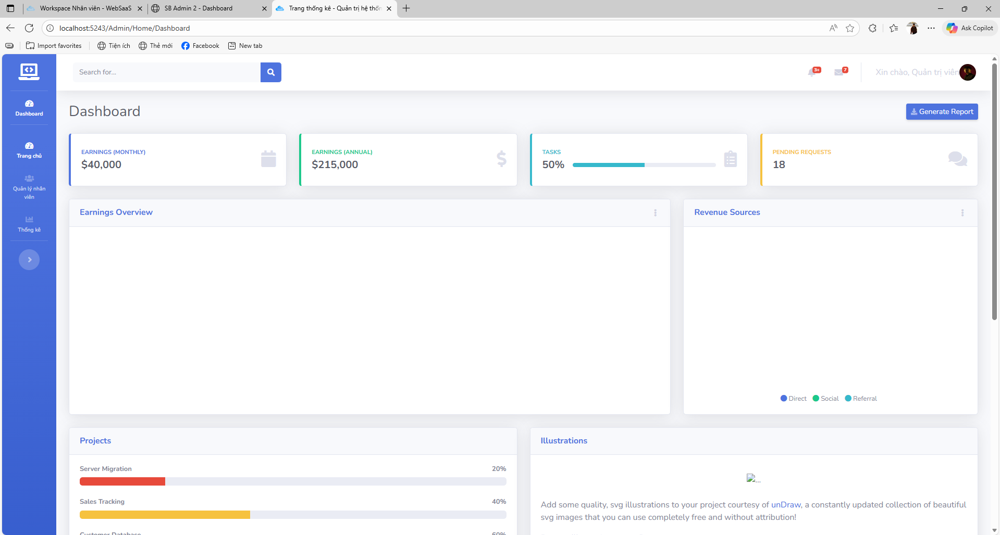 Workspace Nhân viên - WebSaaS
SB Admin 2 - Dashboard
Trang thống kê - Quản trị hệ thốn
localhost:5243/Admin/Home/Dashboard
Ask Copilot
Import favorites
Tiện ích
Thẻ mới
Facebook
New tab
Search for...
3+
7
Xin chào, Quản trị viên
Dashboard
Trang chủ
Quản lý nhân
viên
Thống kê
Dashboard
Generate Report
EARNINGS (MONTHLY)
$40,000
EARNINGS (ANNUAL)
$215,000
TASKS
50%
PENDING REQUESTS
18
Earnings Overview
Revenue Sources
Direct
Social
Referral
Projects
Server Migration
20%
Sales Tracking
40%
Customer Database
60%
Illustrations
...
Add some quality, svg illustrations to your project courtesy of unDraw, a constantly updated collection of beautiful
svg images that you can use completely free and without attribution!